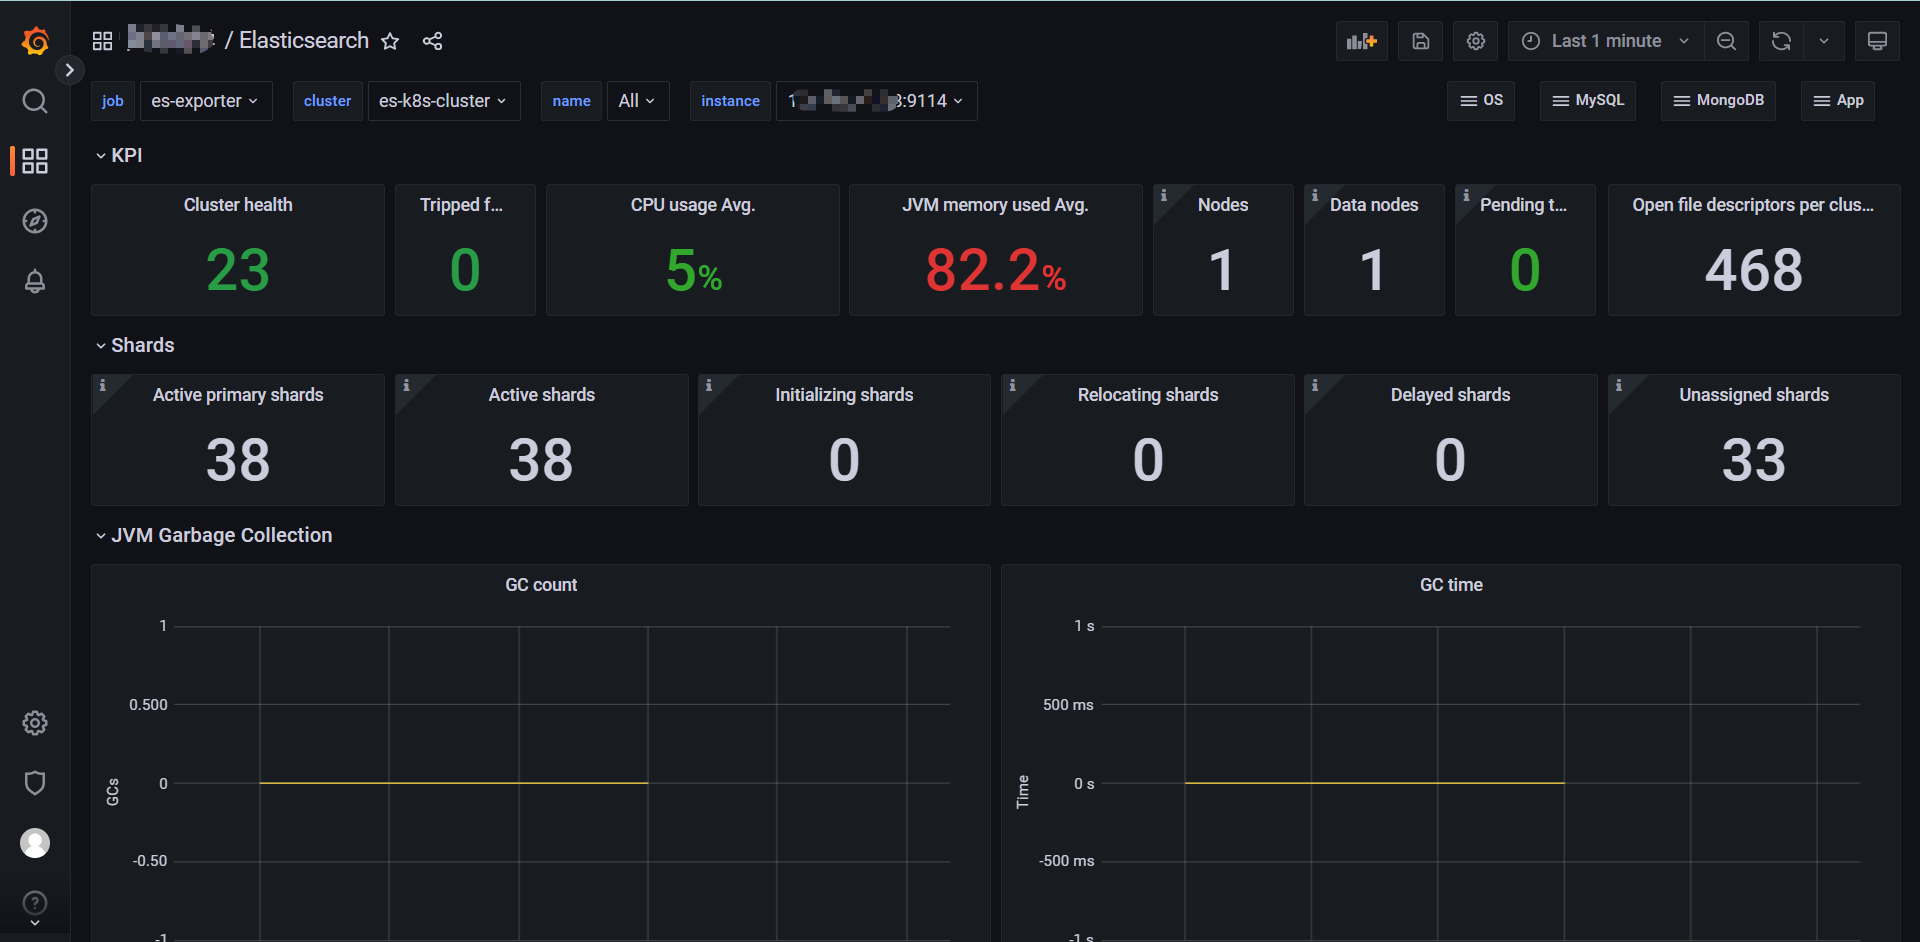 / Elasticsearch
Last 1 minute
job es-exporter cluster es-k8s-cluster name All instance :9114 OS MySQL MongoDB App
KPI
Cluster health Tripped f... CPU usage Avg. JVM memory used Avg. Nodes Data nodes Pending t... Open file descriptors per clus...
23 0 5% 82.2% 1 1 0 468
Shards
Active primary shards Active shards Initializing shards Relocating shards Delayed shards Unassigned shards
38 38 0 0 0 33
JVM Garbage Collection
GC count
1
0.500
0
-0.50
-1
GCs
GC time
1 s
500 ms
0 s
-500 ms
-1 s
Time